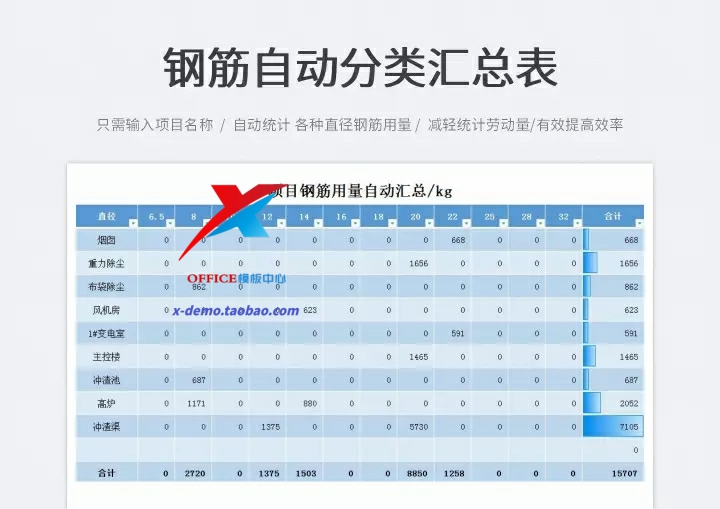 钢筋自动分类汇总表
只需输入项目名称 / 自动统计 各种直径钢筋用量 / 减轻统计劳动量/有效提高效率
项目钢筋用量自动汇总/kg
直径 6.5 8 12 14 16 18 20 22 25 28 32 合计
烟囱 0 0 0 0 0 0 0 0 668 0 0 0 668
重力除尘 0 0 0 0 0 0 0 1656 0 0 0 0 1656
布袋除尘 0 862 0 0 0 0 0 0 0 0 0 0 862
风机房 0 623 0 0 0 0 0 0 0 623
1#变电室 0 0 0 0 0 0 0 0 591 0 0 0 591
主控楼 0 0 0 0 0 0 0 1465 0 0 0 0 1465
冲渣池 0 687 0 0 0 0 0 0 0 0 0 0 687
高炉 0 1171 0 0 880 0 0 0 0 0 0 0 2052
冲渣渠 0 0 0 1375 0 0 0 5730 0 0 0 0 7105
0
合计 0 2720 0 1375 1503 0 0 8850 1258 0 0 0 15707
OFFICE模板中心
x-demo.taobao.com